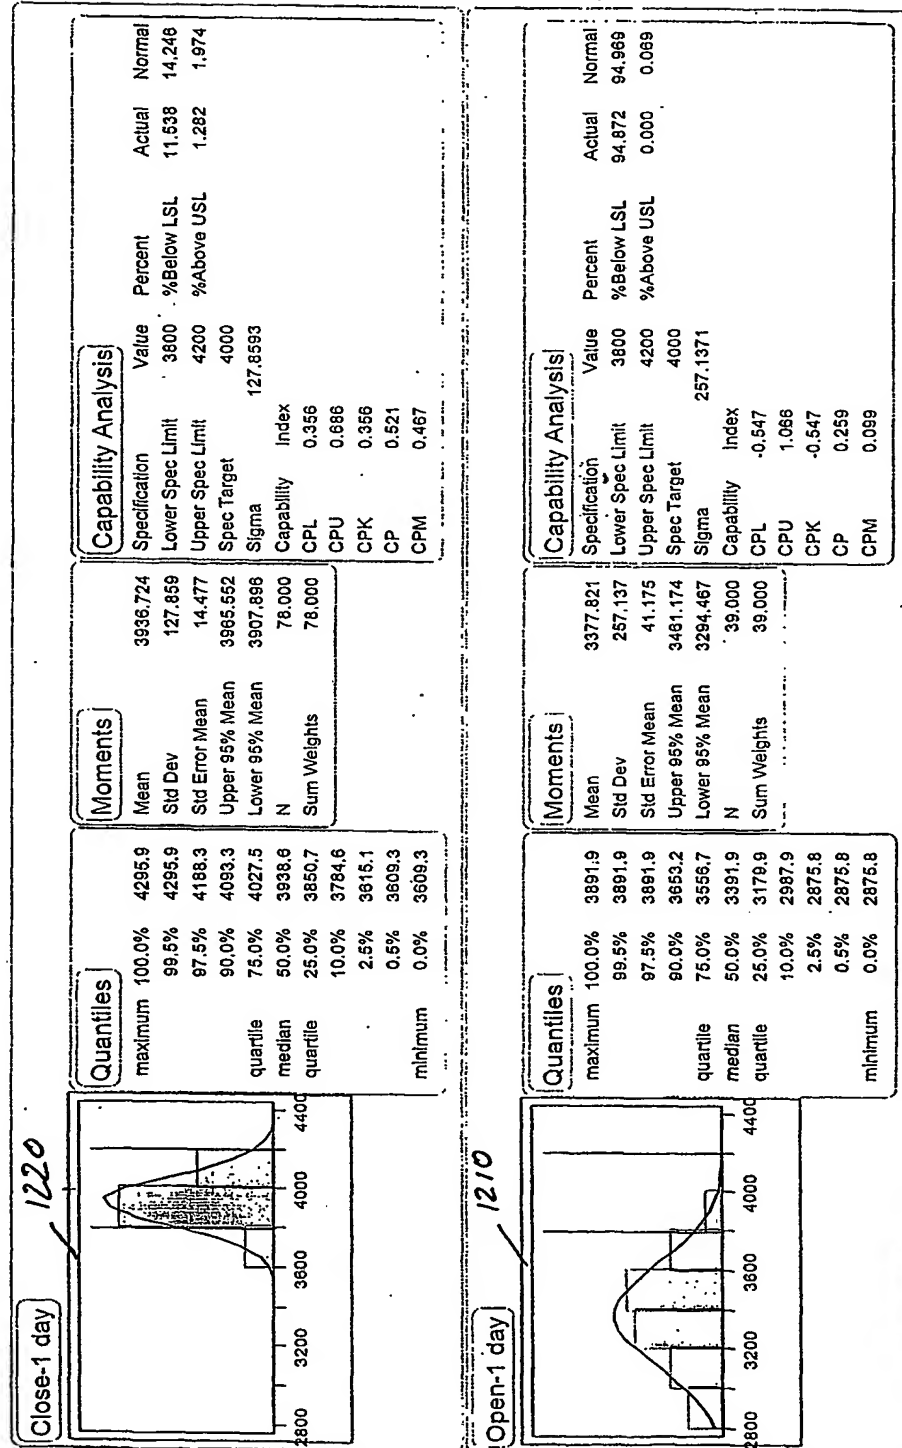 Close-1 day
1220
2800 3200 3600 4000 4400
Quantiles
maximum 100.0% 4295.9
99.5% 4295.9
97.5% 4188.3
90.0% 4093.3
quartile 75.0% 4027.5
median 50.0% 3938.6
quartile 25.0% 3850.7
10.0% 3784.6
2.5% 3615.1
0.5% 3609.3
minimum 0.0% 3609.3
Moments
Mean 3936.724
Std Dev 127.859
Std Error Mean 14.477
Upper 95% Mean 3965.552
Lower 95% Mean 3907.896
N 78.000
Sum Weights 78.000
Capability Analysis
Specification Value Percent Actual Normal
Lower Spec Limit 3800 %Below LSL 11.538 14.246
Upper Spec Limit 4200 %Above USL 1.282 1.974
Spec Target 4000
Sigma 127.8593
Capability Index
CPL 0.356
CPU 0.686
CPK 0.356
CP 0.521
CPM 0.467
Open-1 day
1210
2800 3200 3600 4000 4400
Quantiles
maximum 100.0% 3891.9
99.5% 3891.9
97.5% 3891.9
90.0% 3653.2
quartile 75.0% 3556.7
median 50.0% 3391.9
quartile 25.0% 3179.9
10.0% 2987.9
2.5% 2875.8
0.5% 2875.8
minimum 0.0% 2875.8
Moments
Mean 3377.821
Std Dev 257.137
Std Error Mean 41.175
Upper 95% Mean 3461.174
Lower 95% Mean 3294.467
N 39.000
Sum Weights 39.000
Capability Analysis
Specification Value Percent Actual Normal
Lower Spec Limit 3800 %Below LSL 94.872 94.969
Upper Spec Limit 4200 %Above USL 0.000 0.069
Spec Target 4000
Sigma 257.1371
Capability Index
CPL -0.547
CPU 1.066
CPK -0.547
CP 0.259
CPM 0.099